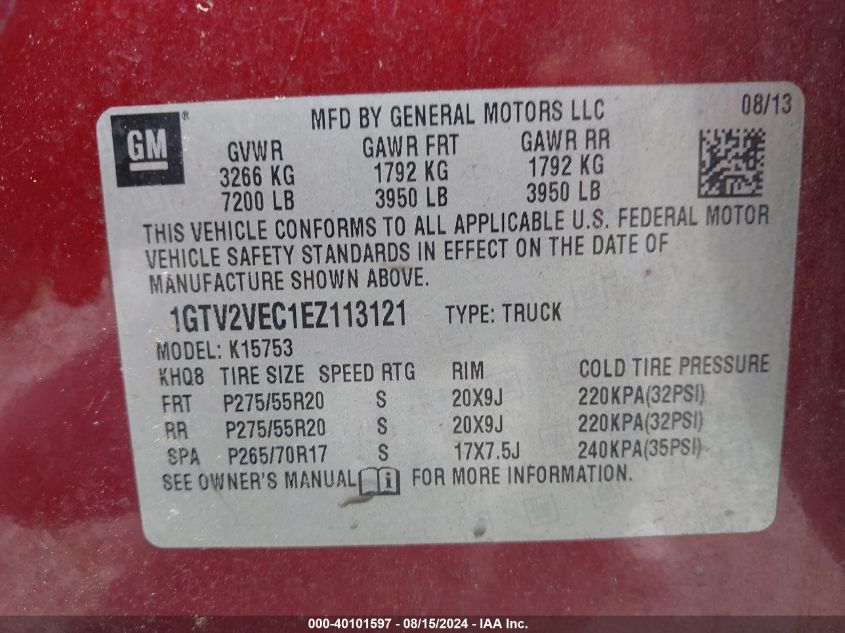 GM ®
MFD BY GENERAL MOTORS LLC 08/13
GVWR GAWR FRT GAWR RR
3266 KG 1792 KG 1792 KG
7200 LB 3950 LB 3950 LB
THIS VEHICLE CONFORMS TO ALL APPLICABLE U.S. FEDERAL MOTOR
VEHICLE SAFETY STANDARDS IN EFFECT ON THE DATE OF
MANUFACTURE SHOWN ABOVE.
1GTV2VEC1EZ113121 TYPE: TRUCK
MODEL: K15753
KHQ8 TIRE SIZE SPEED RTG RIM COLD TIRE PRESSURE
FRT P275/55R20 S 20X9J 220KPA(32PSI)
RR P275/55R20 S 20X9J 220KPA(32PSI)
SPA P265/70R17 S 17X7.5J 240KPA(35PSI)
SEE OWNER'S MANUAL i FOR MORE INFORMATION.
000-40101597 - 08/15/2024 - IAA Inc.